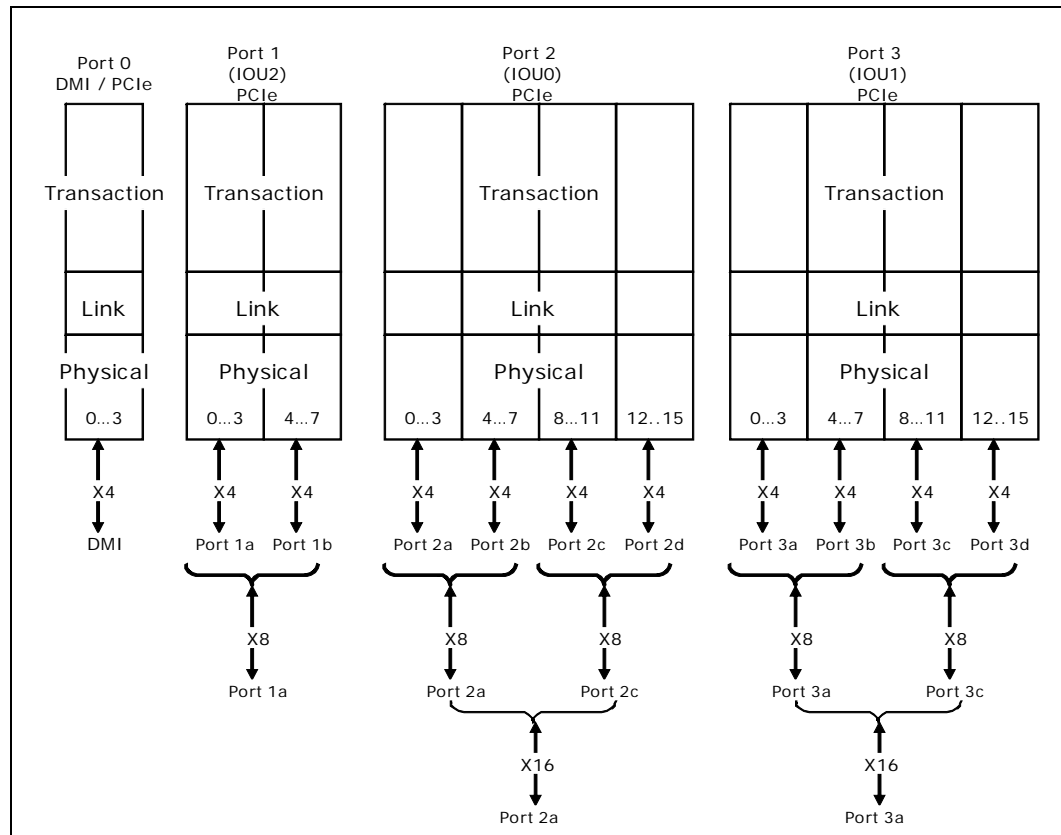 Port 0
DMI / PCIe
Port 1
(IOU2)
PCIe
Port 2
(IOU0)
PCIe
Port 3
(IOU1)
PCIe
Transaction
Transaction
Transaction
Transaction
Link
Link
Link
Link
Physical
Physical
Physical
Physical
0...3
0...3
4...7
0...3
4...7
8...11
12..15
0...3
4...7
8...11
12..15
X4
X4
X4
X4
X4
X4
X4
X4
X4
X4
X4
DMI
Port 1a
Port 1b
Port 2a
Port 2b
Port 2c
Port 2d
Port 3a
Port 3b
Port 3c
Port 3d
X8
X8
X8
X8
X8
Port 1a
Port 2a
Port 2c
Port 3a
Port 3c
X16
X16
Port 2a
Port 3a